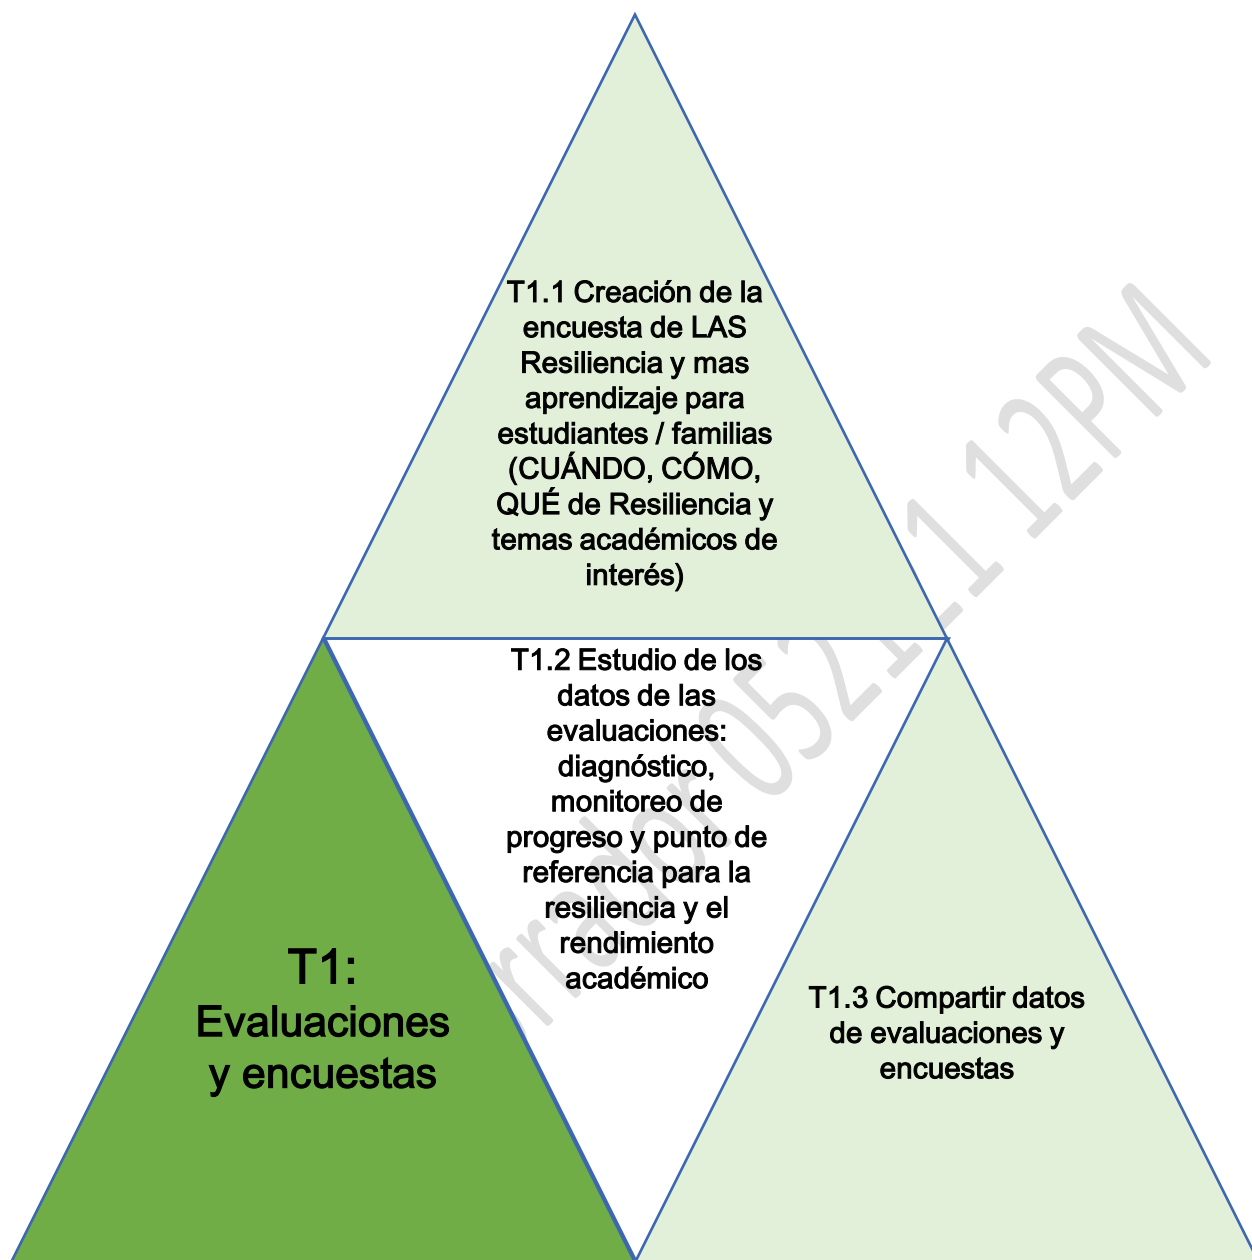 T1.1 Creación de la
encuesta de LAS
Resiliencia y mas
aprendizaje para
estudiantes / familias
(CUÁNDO, CÓMO,
QUÉ de Resiliencia y
temas académicos de
interés)
T1.2 Estudio de los
datos de las
evaluaciones:
diagnóstico,
monitoreo de
progreso y punto de
referencia para la
resiliencia y el
rendimiento
académico
T1:
Evaluaciones
y encuestas
T1.3 Compartir datos
de evaluaciones y
encuestas
12PM